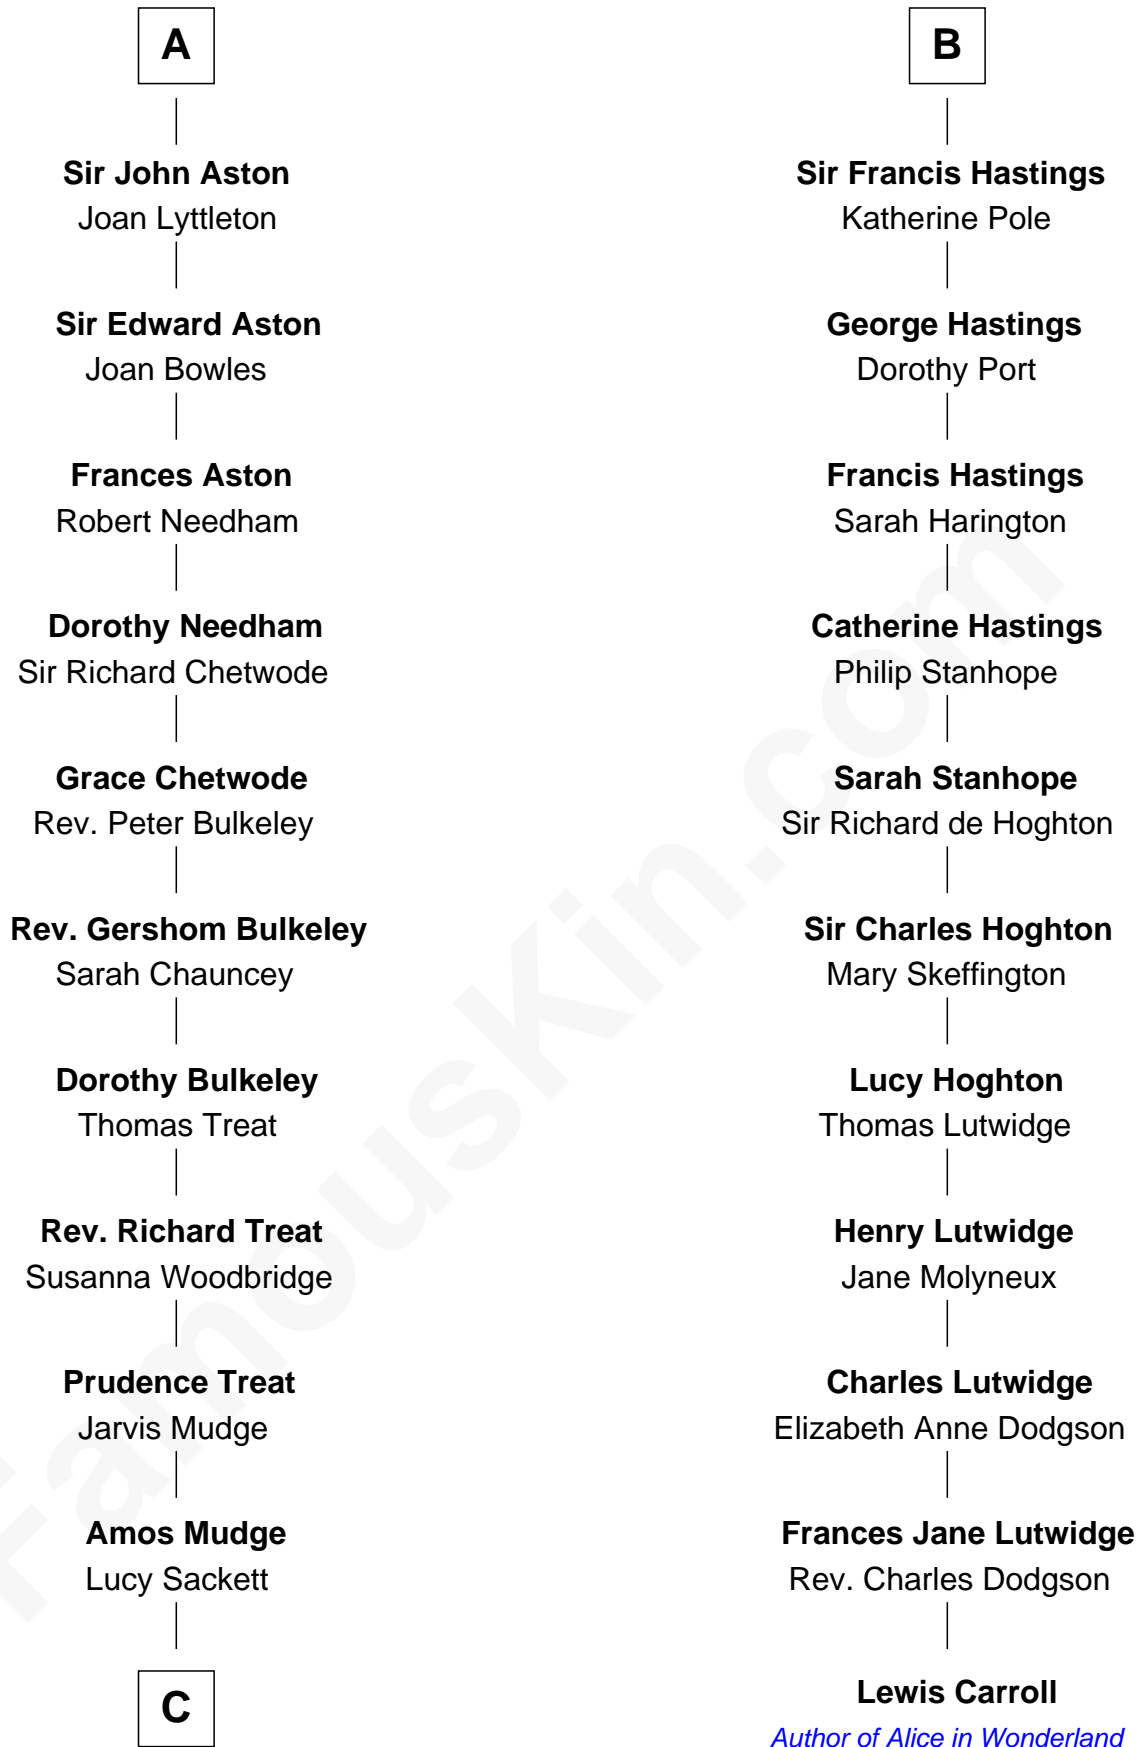 A
Sir John Aston
Joan Lyttleton
Sir Edward Aston
Joan Bowles
Frances Aston
Robert Needham
Dorothy Needham
Sir Richard Chetwode
Grace Chetwode
Rev. Peter Bulkeley
Rev. Gershom Bulkeley
Sarah Chauncey
Dorothy Bulkeley
Thomas Treat
Rev. Richard Treat
Susanna Woodbridge
Prudence Treat
Jarvis Mudge
Amos Mudge
Lucy Sackett
C
B
Sir Francis Hastings
Katherine Pole
George Hastings
Dorothy Port
Francis Hastings
Sarah Harington
Catherine Hastings
Philip Stanhope
Sarah Stanhope
Sir Richard de Hoghton
Sir Charles Hoghton
Mary Skeffington
Lucy Hoghton
Thomas Lutwidge
Henry Lutwidge
Jane Molyneux
Charles Lutwidge
Elizabeth Anne Dodgson
Frances Jane Lutwidge
Rev. Charles Dodgson
Lewis Carroll
Author of Alice in Wonderland
FamousKin.com